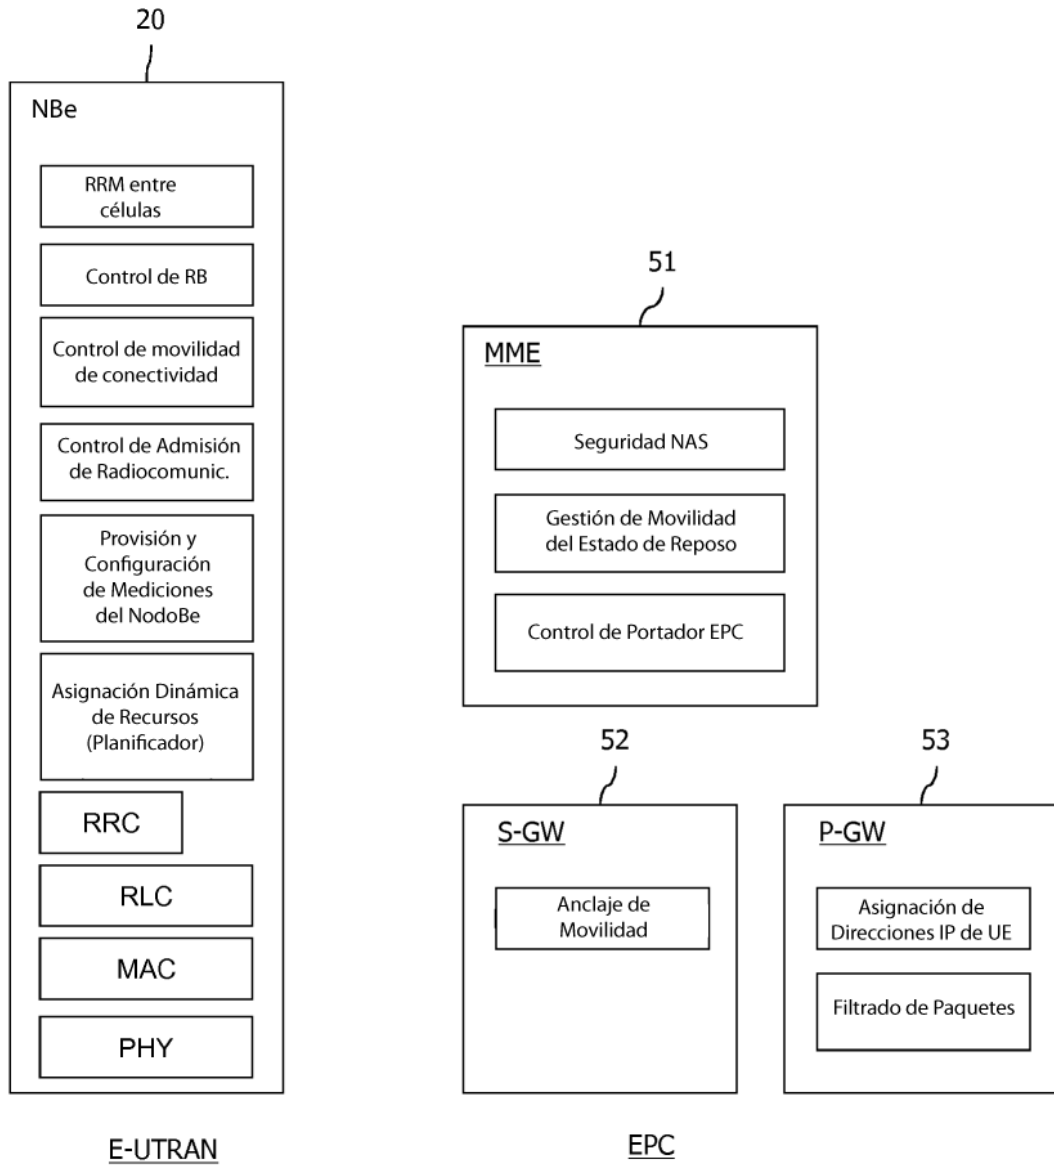 20
NBe
RRM entre
células
Control de RB
Control de movilidad
de conectividad
Control de Admisión
de Radiocomunic.
Provisión y
Configuración
de Mediciones
del NodoBe
Asignación Dinámica
de Recursos
(Planificador)
RRC
RLC
MAC
PHY
E-UTRAN
51
MME
Seguridad NAS
Gestión de Movilidad
del Estado de Reposo
Control de Portador EPC
52
S-GW
Anclaje de
Movilidad
53
P-GW
Asignación de
Direcciones IP de UE
Filtrado de Paquetes
EPC